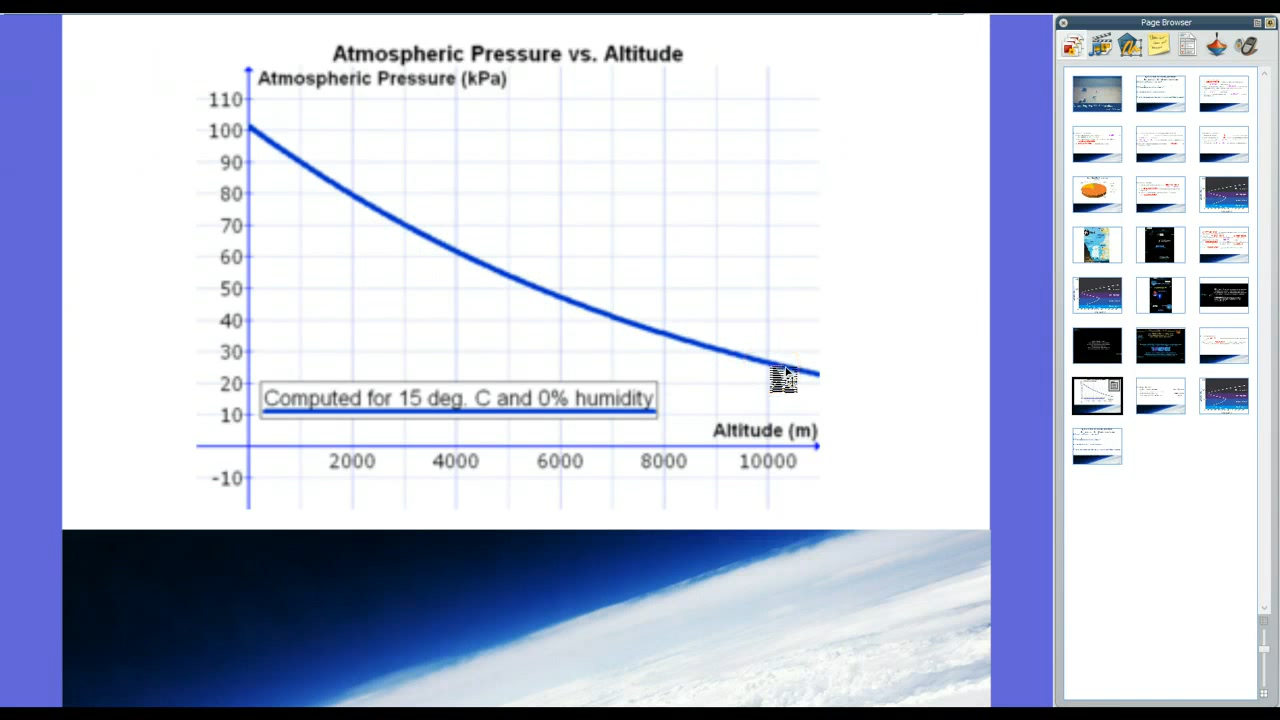 Atmospheric Pressure vs. Altitude
Atmospheric Pressure (kPa)
110
100
90
80
70
60
50
40
30
20
10
-10
Computed for 15 deg. C and 0% humidity
Altitude (m)
2000 4000 6000 8000 10000
Page Browser